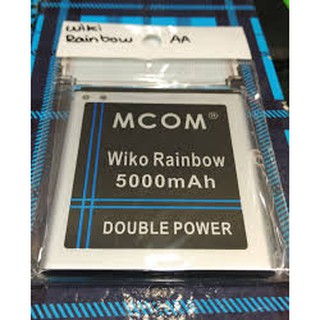 Wiki
Rainbow AA
MCOM®
Wiko Rainbow
5000mAh
DOUBLE POWER